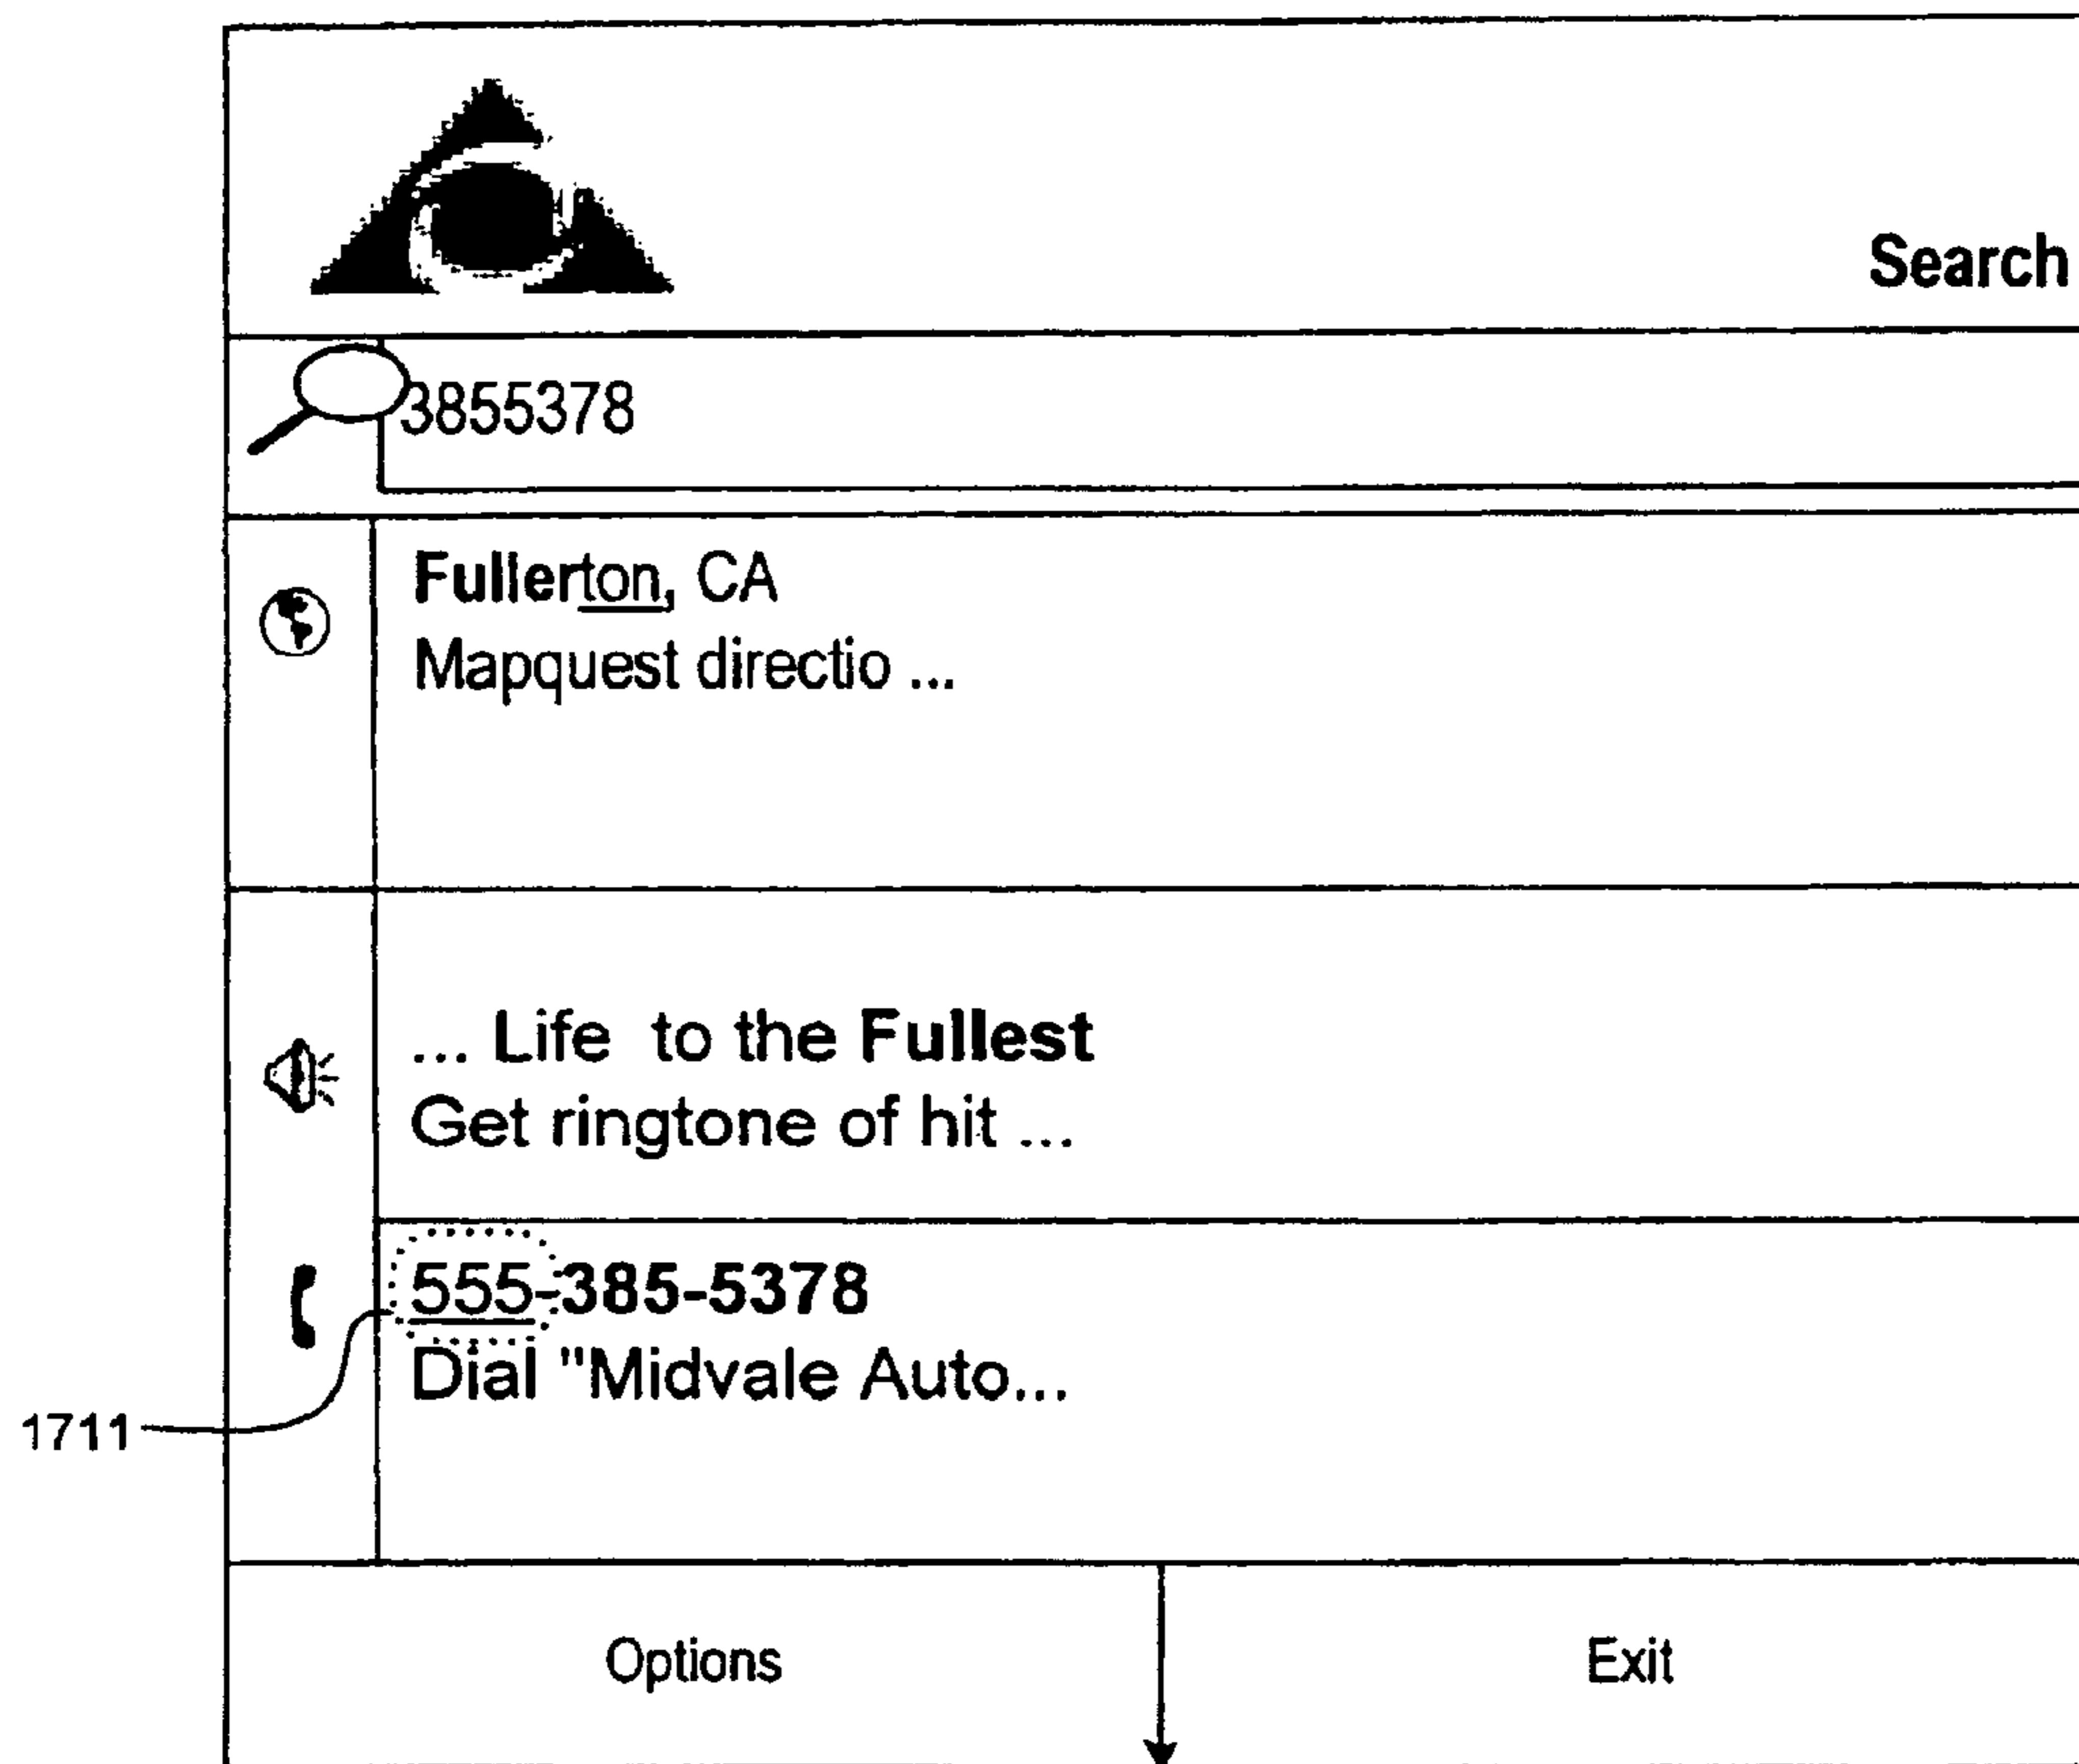 Search
3855378
Fullerton, CA
Mapquest directio ...
... Life to the Fullest
Get ringtone of hit ...
555-385-5378
Dial "Midvale Auto...
1711
Options
Exit